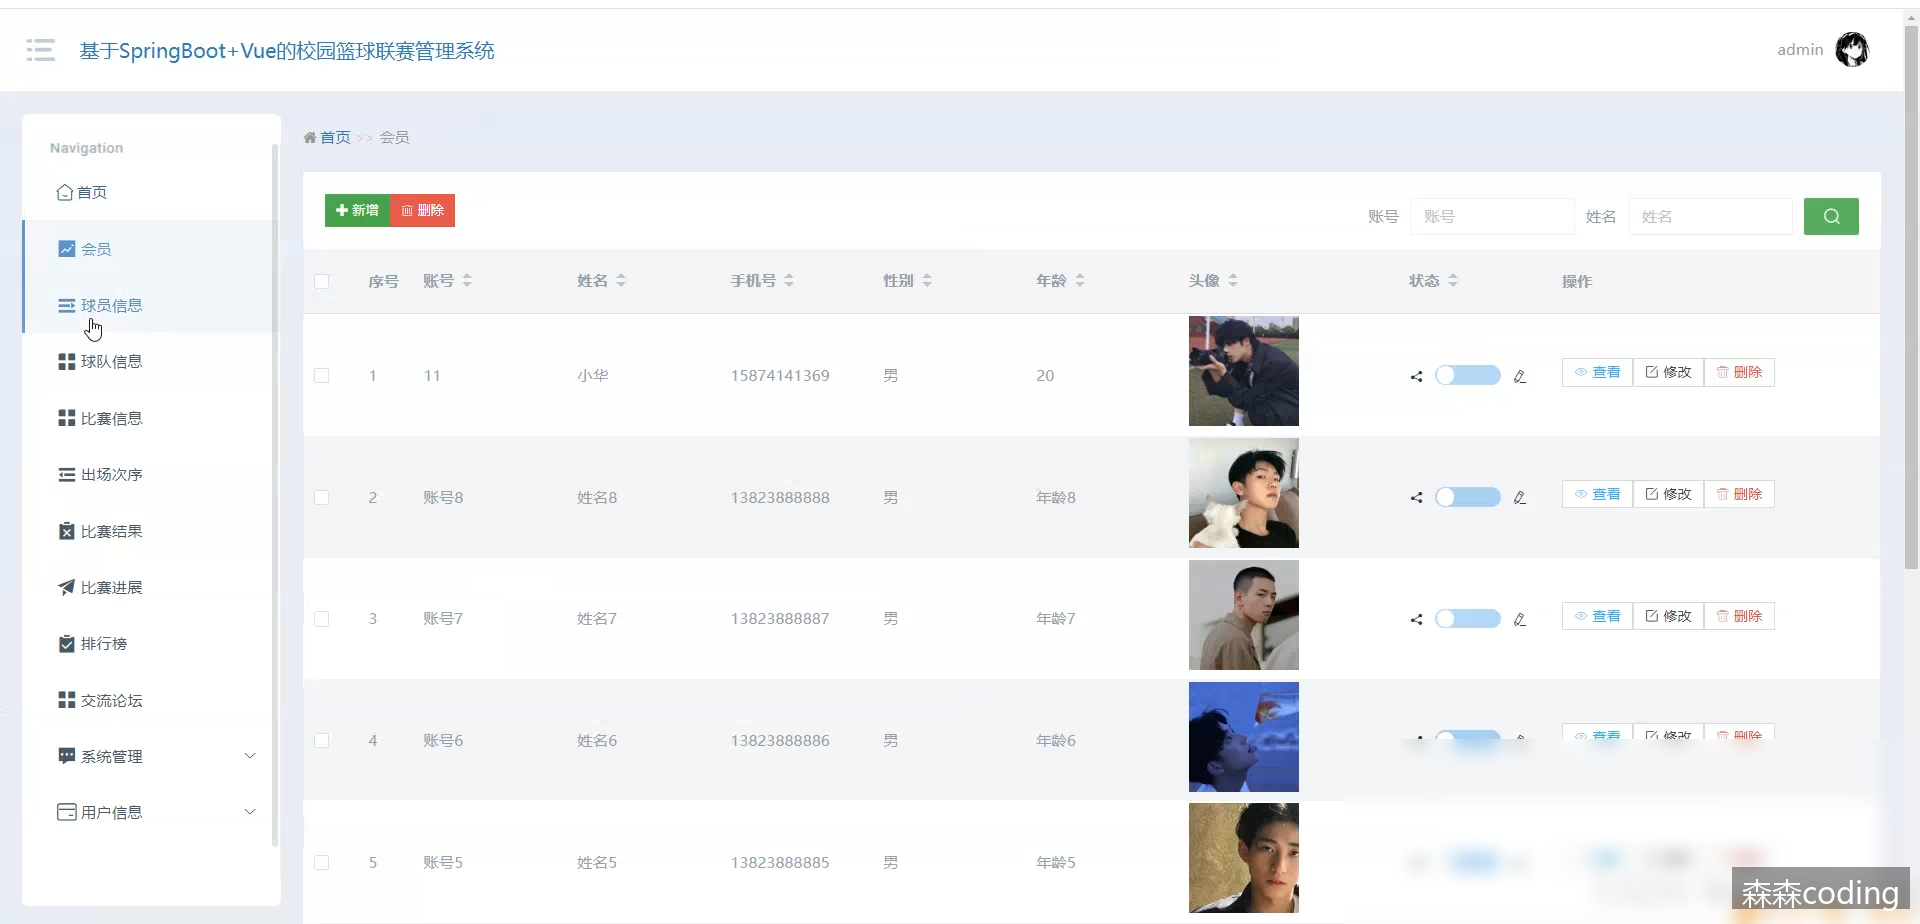 基于SpringBoot+Vue的校园篮球联赛管理系统
admin
Navigation
首页
会员
球员信息
球队信息
比赛信息
出场次序
比赛结果
比赛进展
排行榜
交流论坛
系统管理
用户信息
首页 >> 会员
新增 删除
账号 账号 姓名 姓名
序号 账号 姓名 手机号 性别 年龄 头像 状态 操作
1 11 小华 15874141369 男 20 查看 修改 删除
2 账号8 姓名8 13823888888 男 年龄8 查看 修改 删除
3 账号7 姓名7 13823888887 男 年龄7 查看 修改 删除
4 账号6 姓名6 13823888886 男 年龄6 查看 修改 删除
5 账号5 姓名5 13823888885 男 年龄5
森森coding